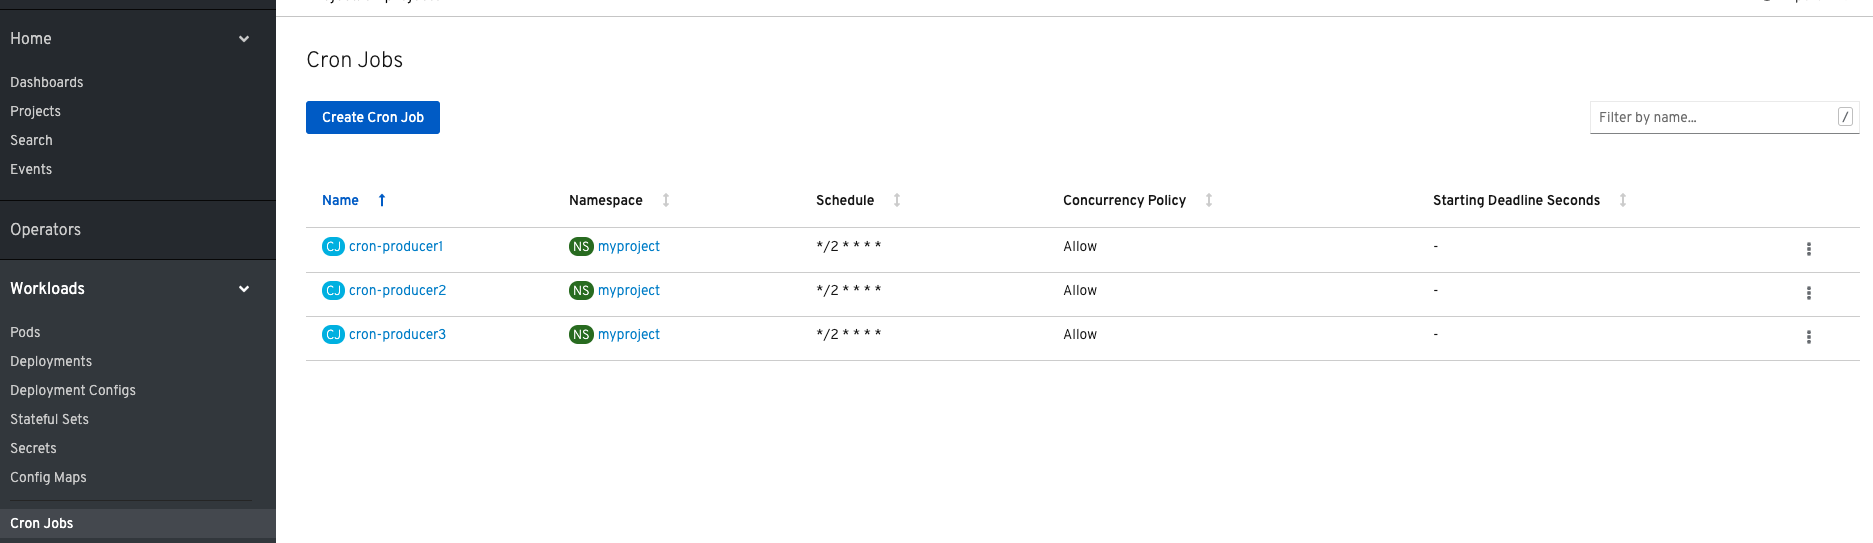 Home
Dashboards
Projects
Search
Events
Operators
Workloads
Pods
Deployments
Deployment Configs
Stateful Sets
Secrets
Config Maps
Cron Jobs
Cron Jobs
Create Cron Job
Filter by name... /
Name Namespace Schedule Concurrency Policy Starting Deadline Seconds
CJ cron-producer1 NS myproject */2 * * * * Allow -
CJ cron-producer2 NS myproject */2 * * * * Allow -
CJ cron-producer3 NS myproject */2 * * * * Allow -